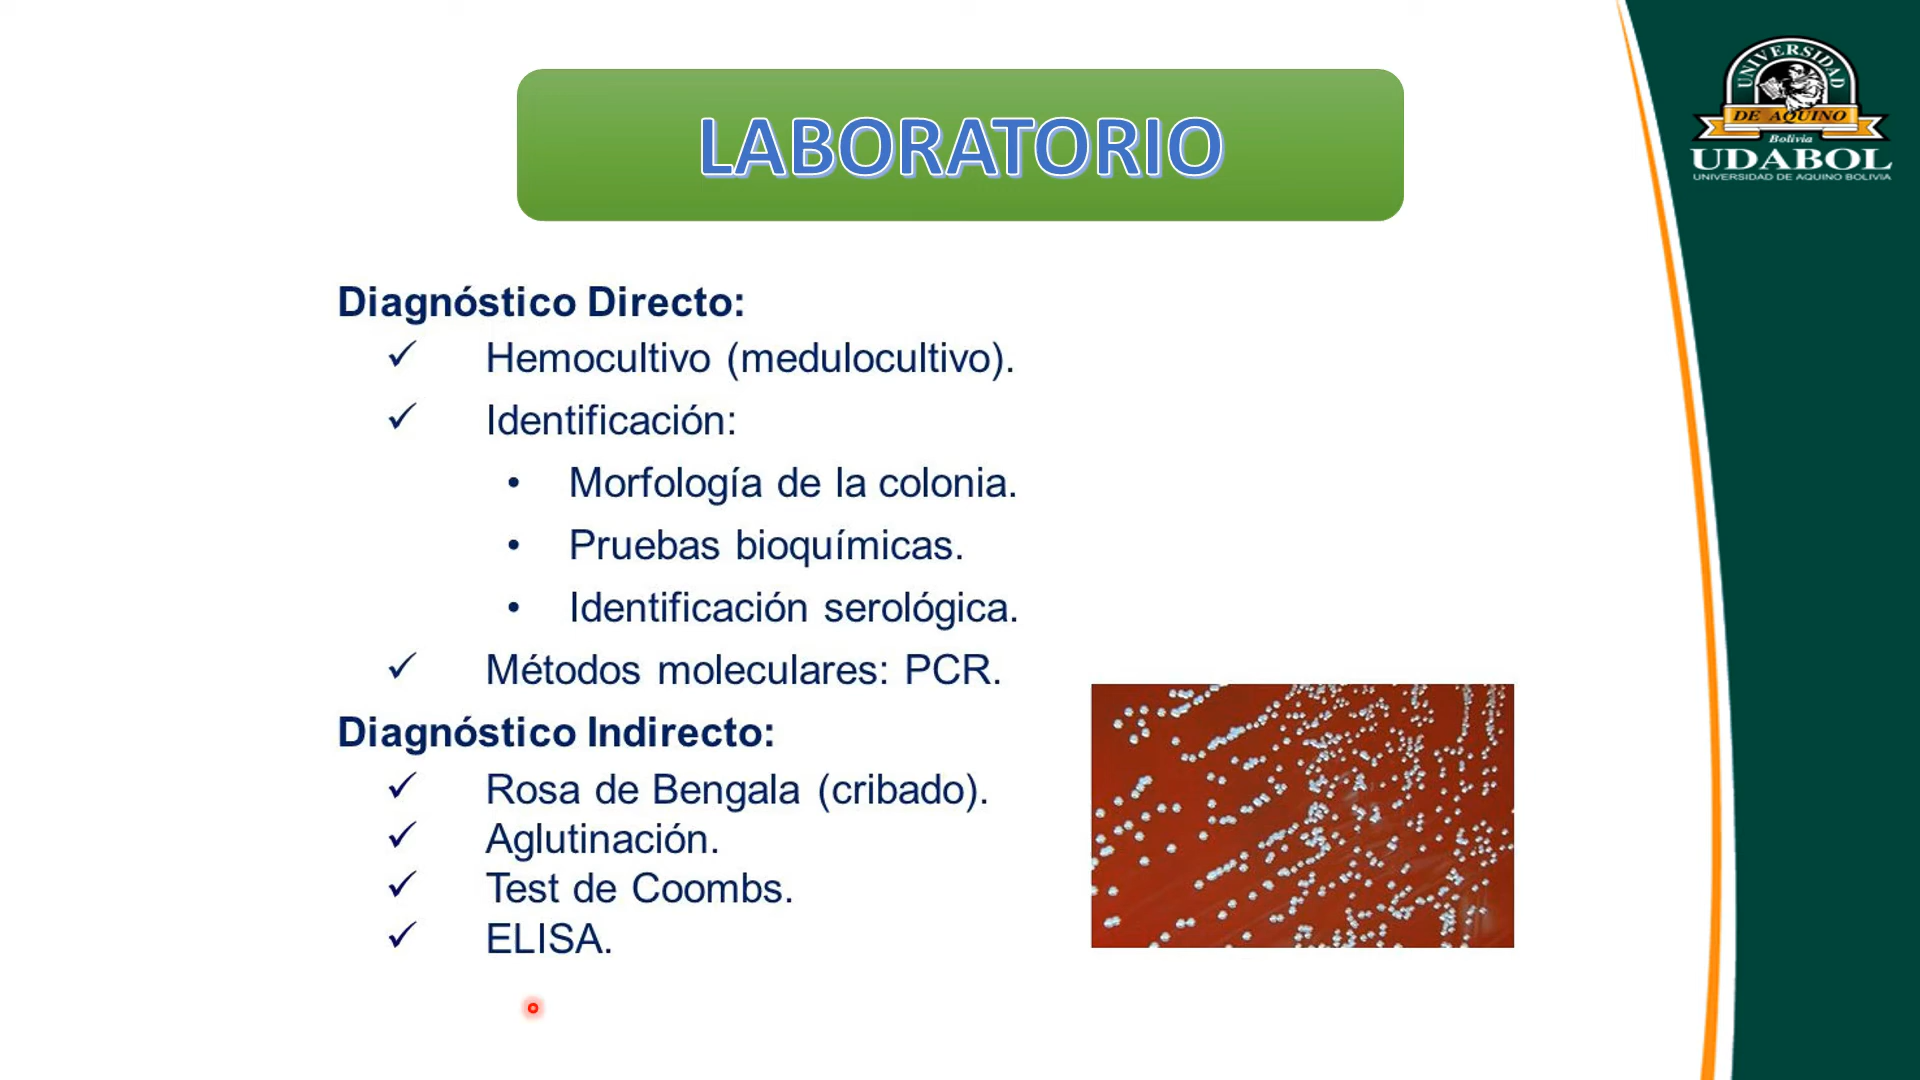 LABORATORIO
UNIVERSIDAD
DE AQUINO
Bolivia
UDABOL
UNIVERSIDAD DE AQUINO BOLIVIA
Diagnóstico Directo:
✓ Hemocultivo (medulocultivo).
✓ Identificación:
• Morfología de la colonia.
• Pruebas bioquímicas.
• Identificación serológica.
✓ Métodos moleculares: PCR.
Diagnóstico Indirecto:
✓ Rosa de Bengala (cribado).
✓ Aglutinación.
✓ Test de Coombs.
✓ ELISA.